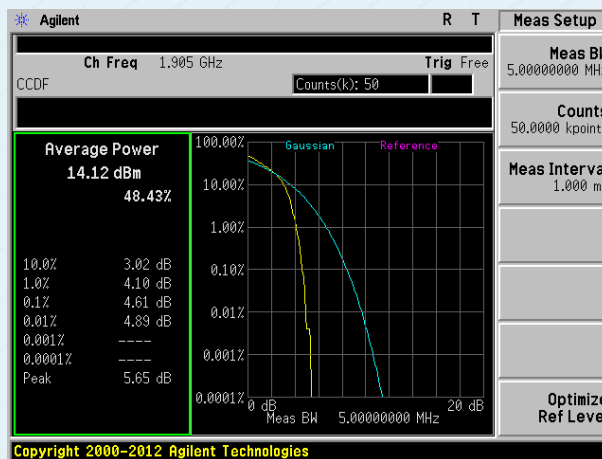 Agilent R T
Ch Freq 1.905 GHz Trig Free
CCDF Counts(k): 50
Average Power
14.12 dBm
48.43%
10.0% 3.02 dB
1.0% 4.10 dB
0.1% 4.61 dB
0.01% 4.89 dB
0.001% ----
0.0001% ----
Peak 5.65 dB
100.00% Gaussian Reference
10.00%
1.00%
0.10%
0.01%
0.001%
0.0001%
0 dB 20 dB
Meas BW 5.00000000 MHz
Meas Setup
Meas B
5.00000000 MH
Counts
50.0000 kpoint
Meas Interva
1.000 m
Optimize
Ref Leve
Copyright 2000-2012 Agilent Technologies